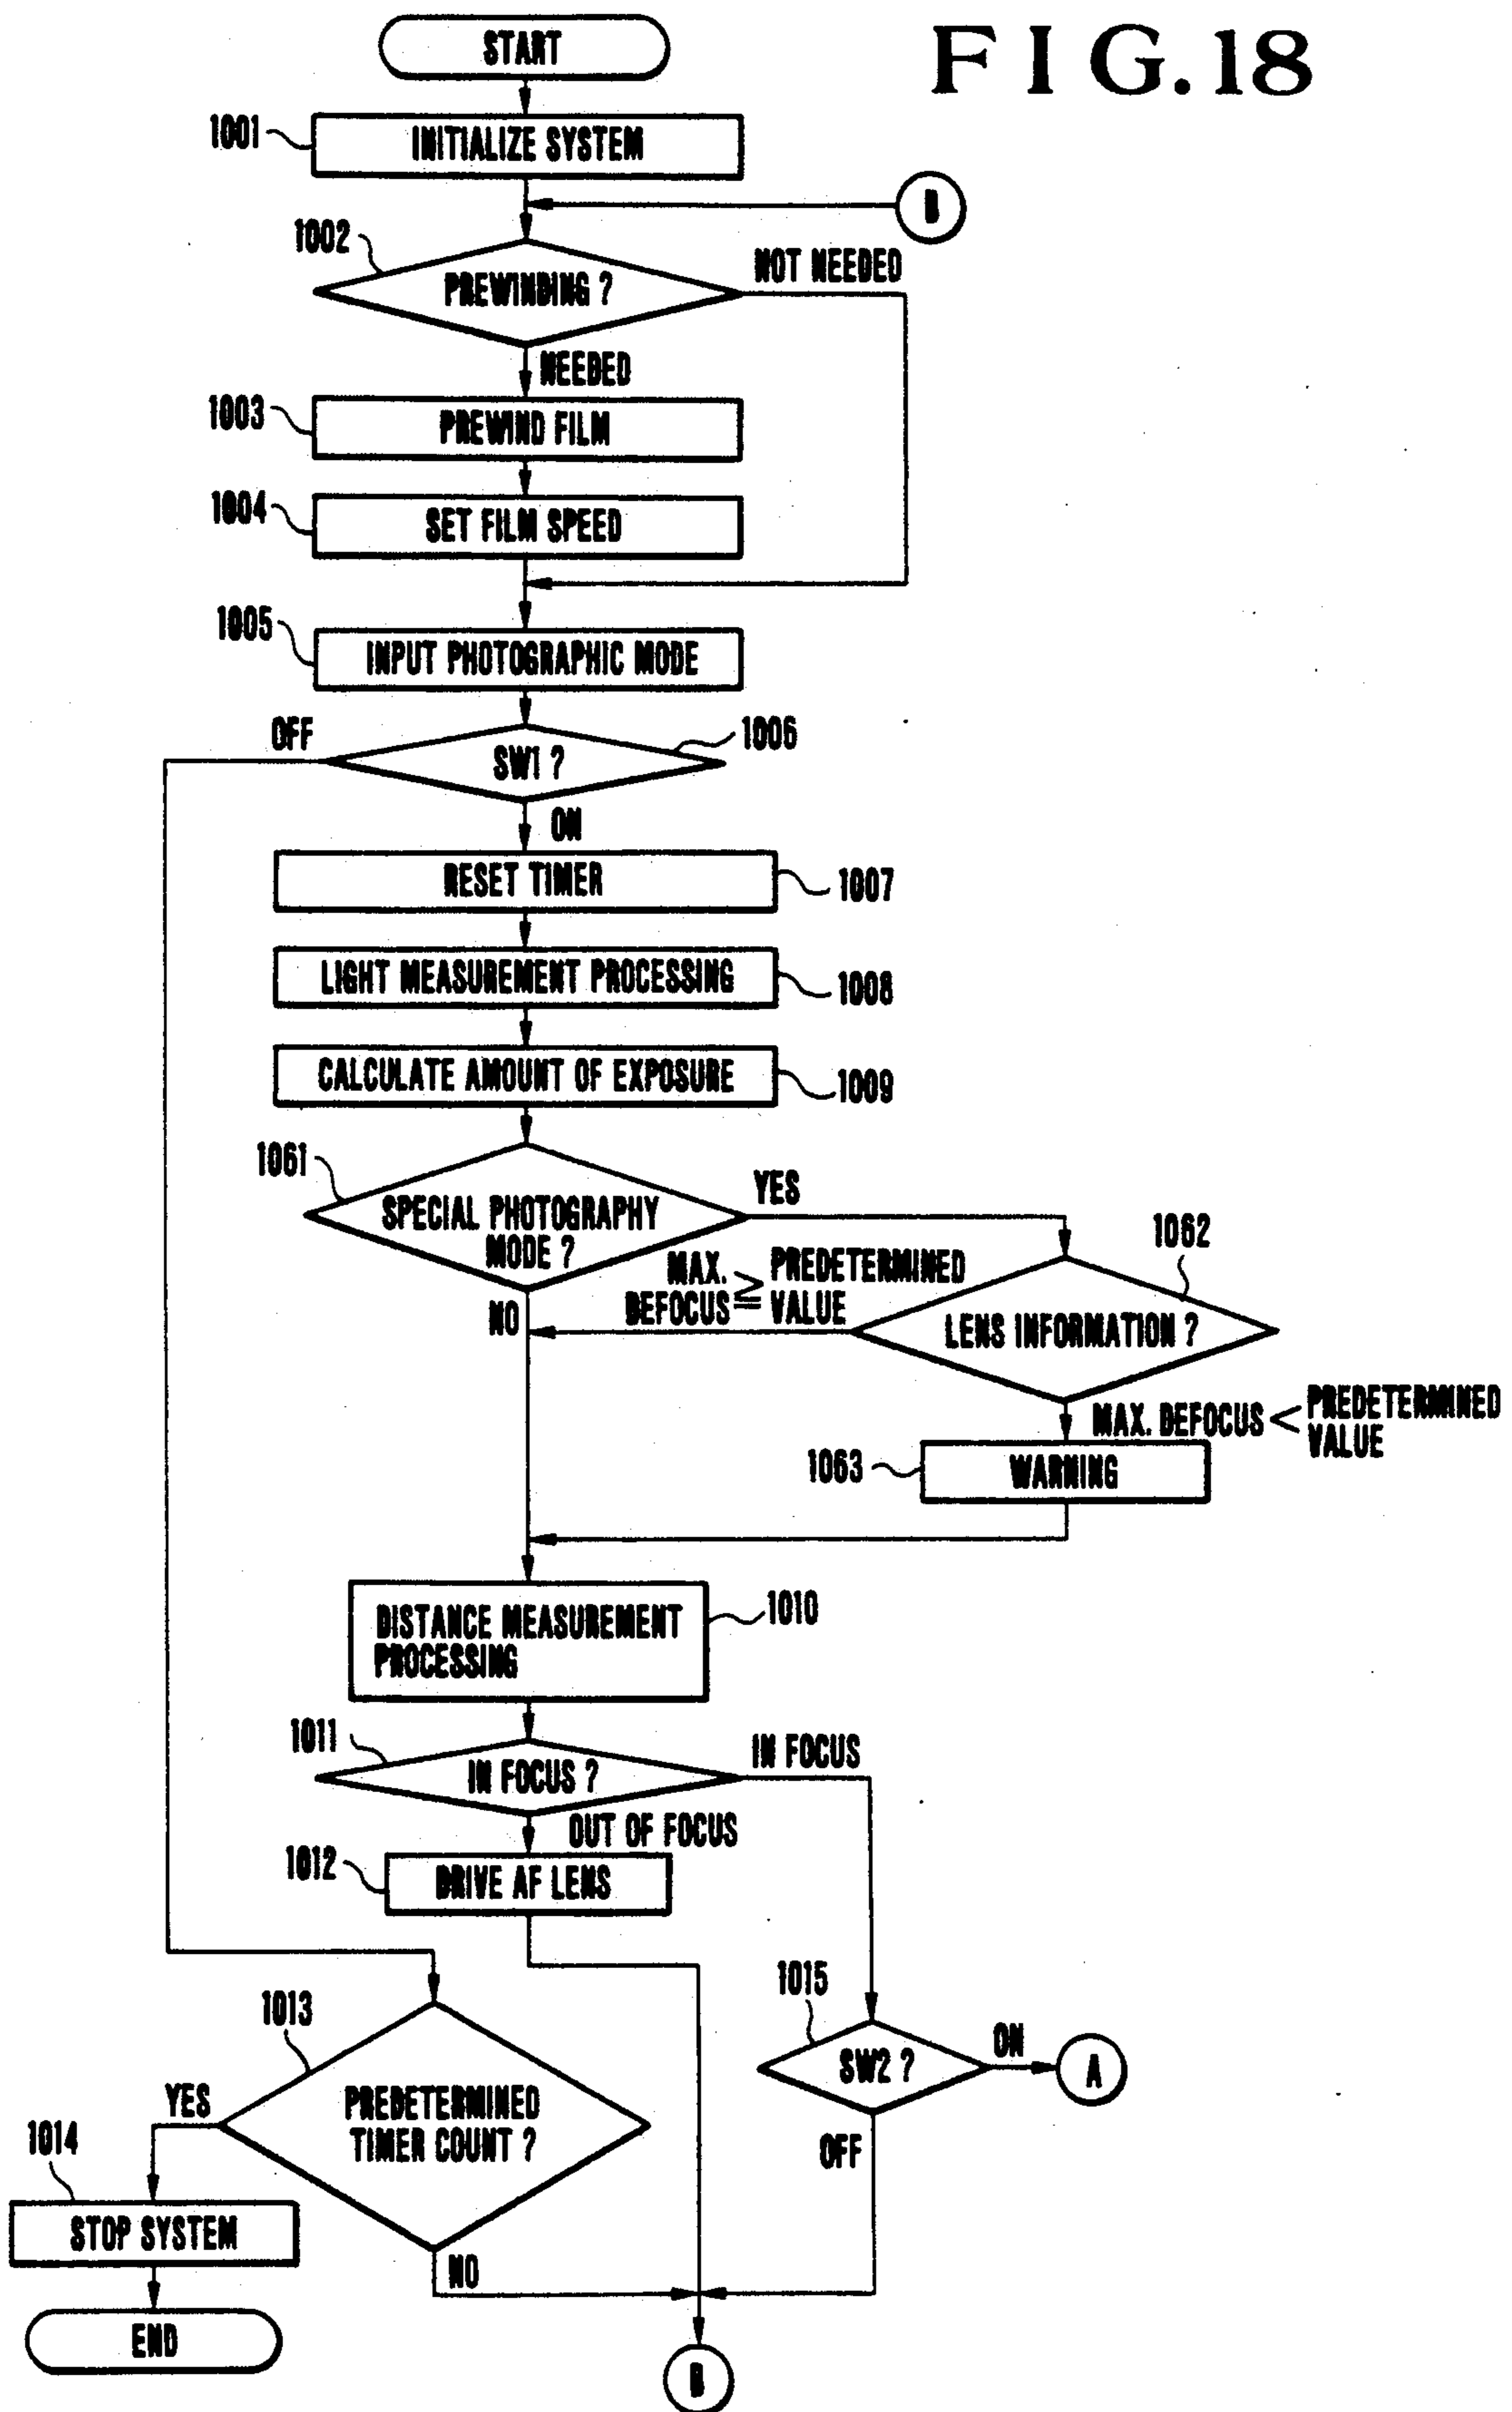 FIG. 18
START
1001
INITIALIZE SYSTEM
B
1002
PREWINDING ?
NOT NEEDED
NEEDED
1003
PREWIND FILM
1004
SET FILM SPEED
1005
INPUT PHOTOGRAPHIC MODE
OFF
SW1 ?
1006
ON
RESET TIMER
1007
LIGHT MEASUREMENT PROCESSING
1008
CALCULATE AMOUNT OF EXPOSURE
1009
1061
SPECIAL PHOTOGRAPHY
MODE ?
YES
NO
1062
MAX. DEFOCUS ≧ PREDETERMINED VALUE
LENS INFORMATION ?
MAX. DEFOCUS < PREDETERMINED VALUE
1063
WARNING
1010
DISTANCE MEASUREMENT
PROCESSING
1011
IN FOCUS ?
IN FOCUS
OUT OF FOCUS
1012
DRIVE AF LENS
1015
SW2 ?
ON
A
OFF
1013
PREDETERMINED
TIMER COUNT ?
YES
1014
STOP SYSTEM
NO
END
B